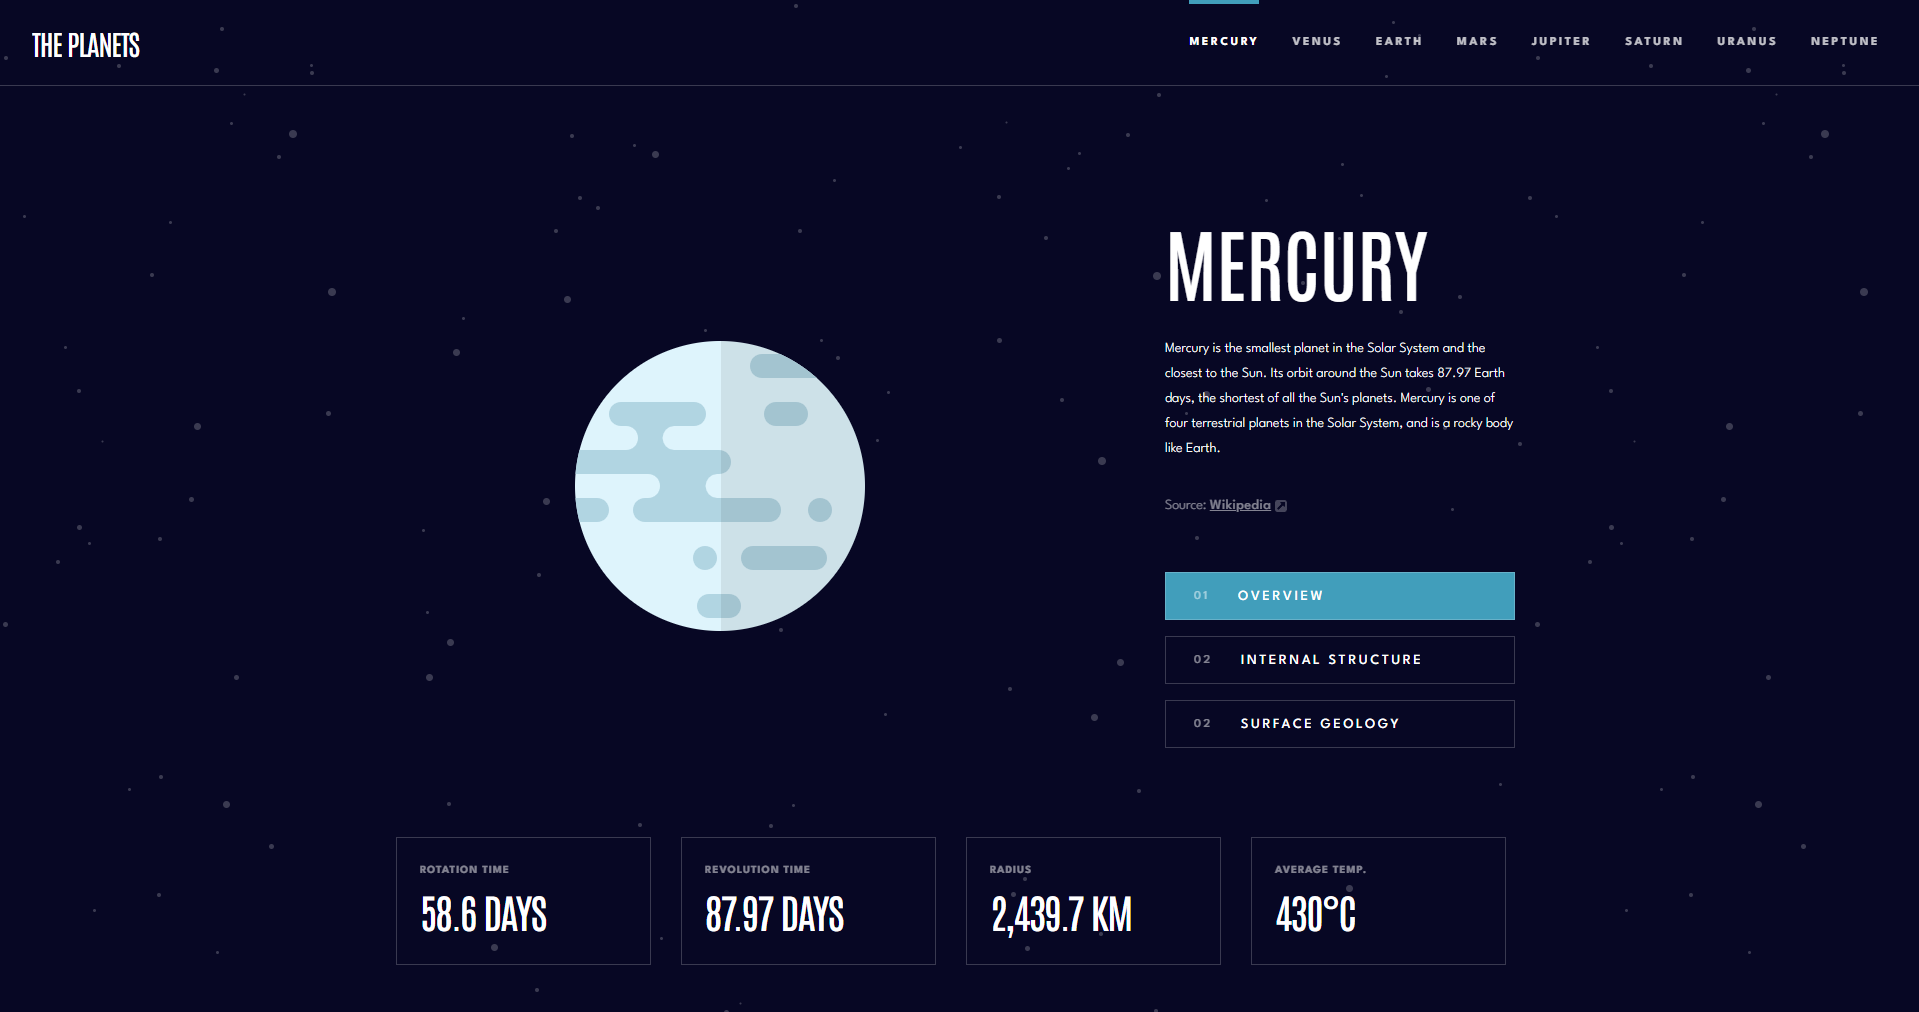 THE PLANETS
MERCURY VENUS EARTH MARS JUPITER SATURN URANUS NEPTUNE
MERCURY
Mercury is the smallest planet in the Solar System and the
closest to the Sun. Its orbit around the Sun takes 87.97 Earth
days, the shortest of all the Sun's planets. Mercury is one of
four terrestrial planets in the Solar System, and is a rocky body
like Earth.
Source: Wikipedia
01 OVERVIEW
02 INTERNAL STRUCTURE
02 SURFACE GEOLOGY
ROTATION TIME
58.6 DAYS
REVOLUTION TIME
87.97 DAYS
RADIUS
2,439.7 KM
AVERAGE TEMP.
430°C